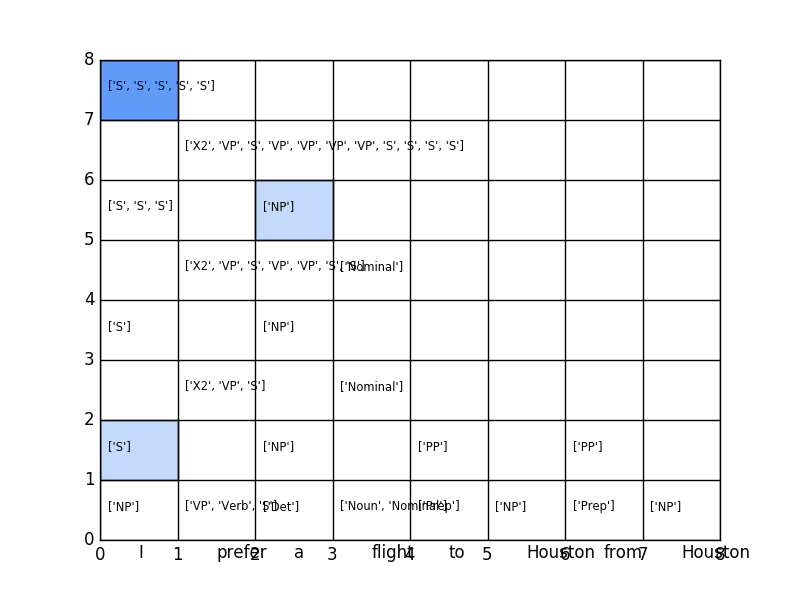 8
['S', 'S', 'S', 'S', 'S']
7
['X2', 'VP', 'S', 'VP', 'VP', 'VP', 'VP', 'S', 'S', 'S', 'S']
6
['S', 'S', 'S'] ['NP']
5
['X2', 'VP', 'S', 'VP', 'VP', 'S', 'S'] ['Nominal']
4
['S'] ['NP']
3
['X2', 'VP', 'S'] ['Nominal']
2
['S'] ['NP'] ['PP'] ['PP']
1
['NP'] ['VP', 'Verb', 'S'] ['Det'] ['Noun', 'Nominal'] ['Prep'] ['NP'] ['Prep'] ['NP']
0
I prefer a flight to Houston from Houston
0 1 2 3 4 5 6 7 8